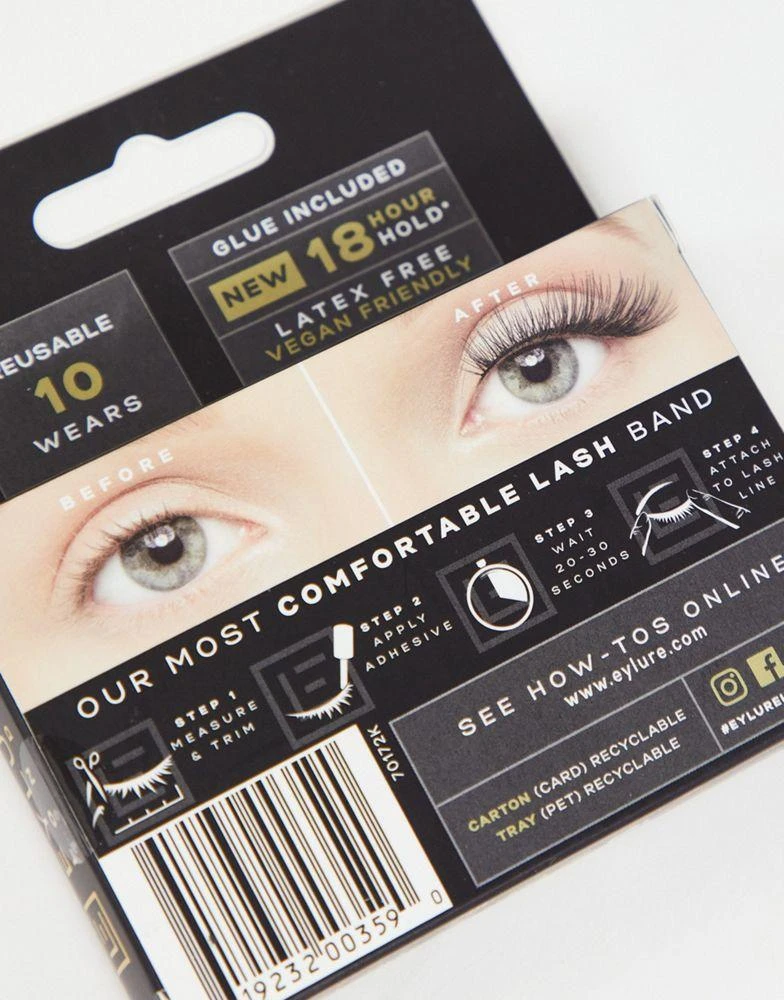 GLUE INCLUDED
NEW 18 HOUR
HOLD*
LATEX FREE
VEGAN FRIENDLY
10
WEARS
BEFORE
AFTER
OUR MOST COMFORTABLE LASH BAND
STEP 1
MEASURE
& TRIM
STEP 2
APPLY
ADHESIVE
STEP 3
WAIT
20-30
SECONDS
STEP 4
ATTACH
TO LASH
LINE
SEE HOW-TOS ONLINE
www.eylure.com
CARTON (CARD) RECYCLABLE
TRAY (PET) RECYCLABLE
#EYLURE
70172K
19232 00359 0